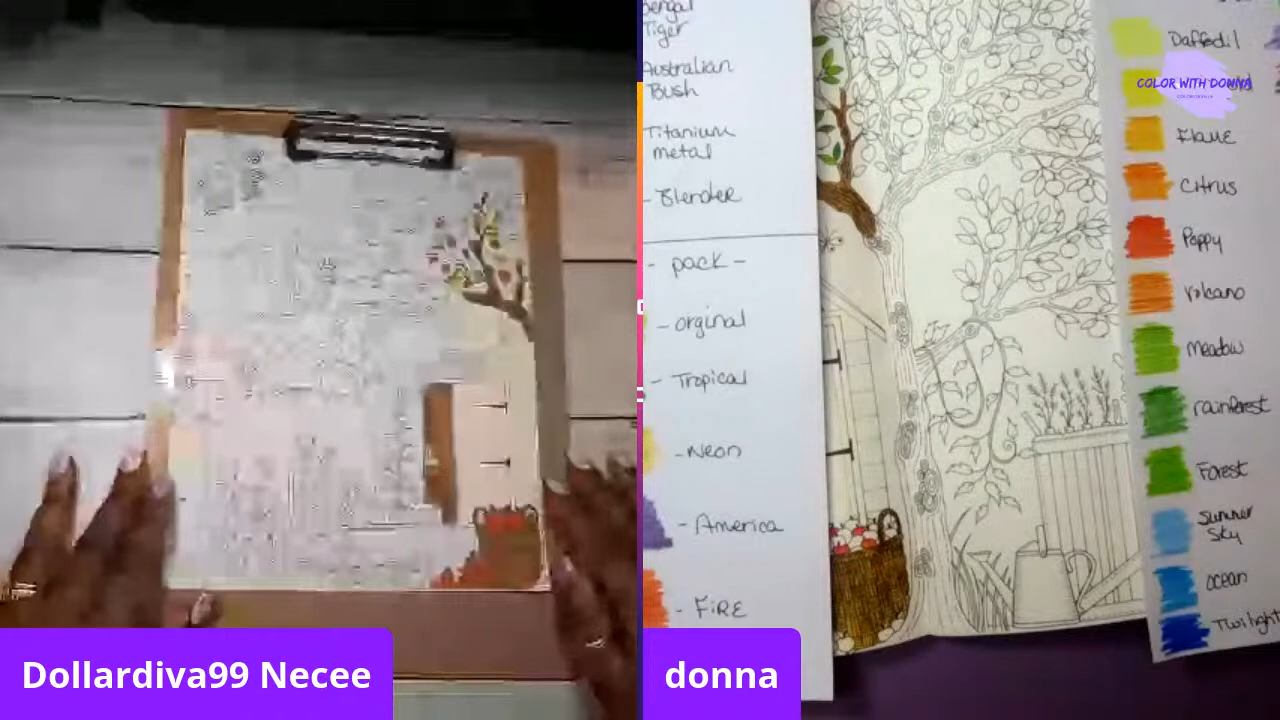 Bengal
Tiger
Australian
Bush
Titanium
metal
- Blender
- pack -
- orginal
- Tropical
- Neon
- America
- FiRE
Daffodil
COLOR WITH DONNA
Flame
Citrus
Poppy
Volcano
Meadow
rainforest
Forest
Summer
Sky
ocean
Twilight
Dollardiva99 Necee
donna